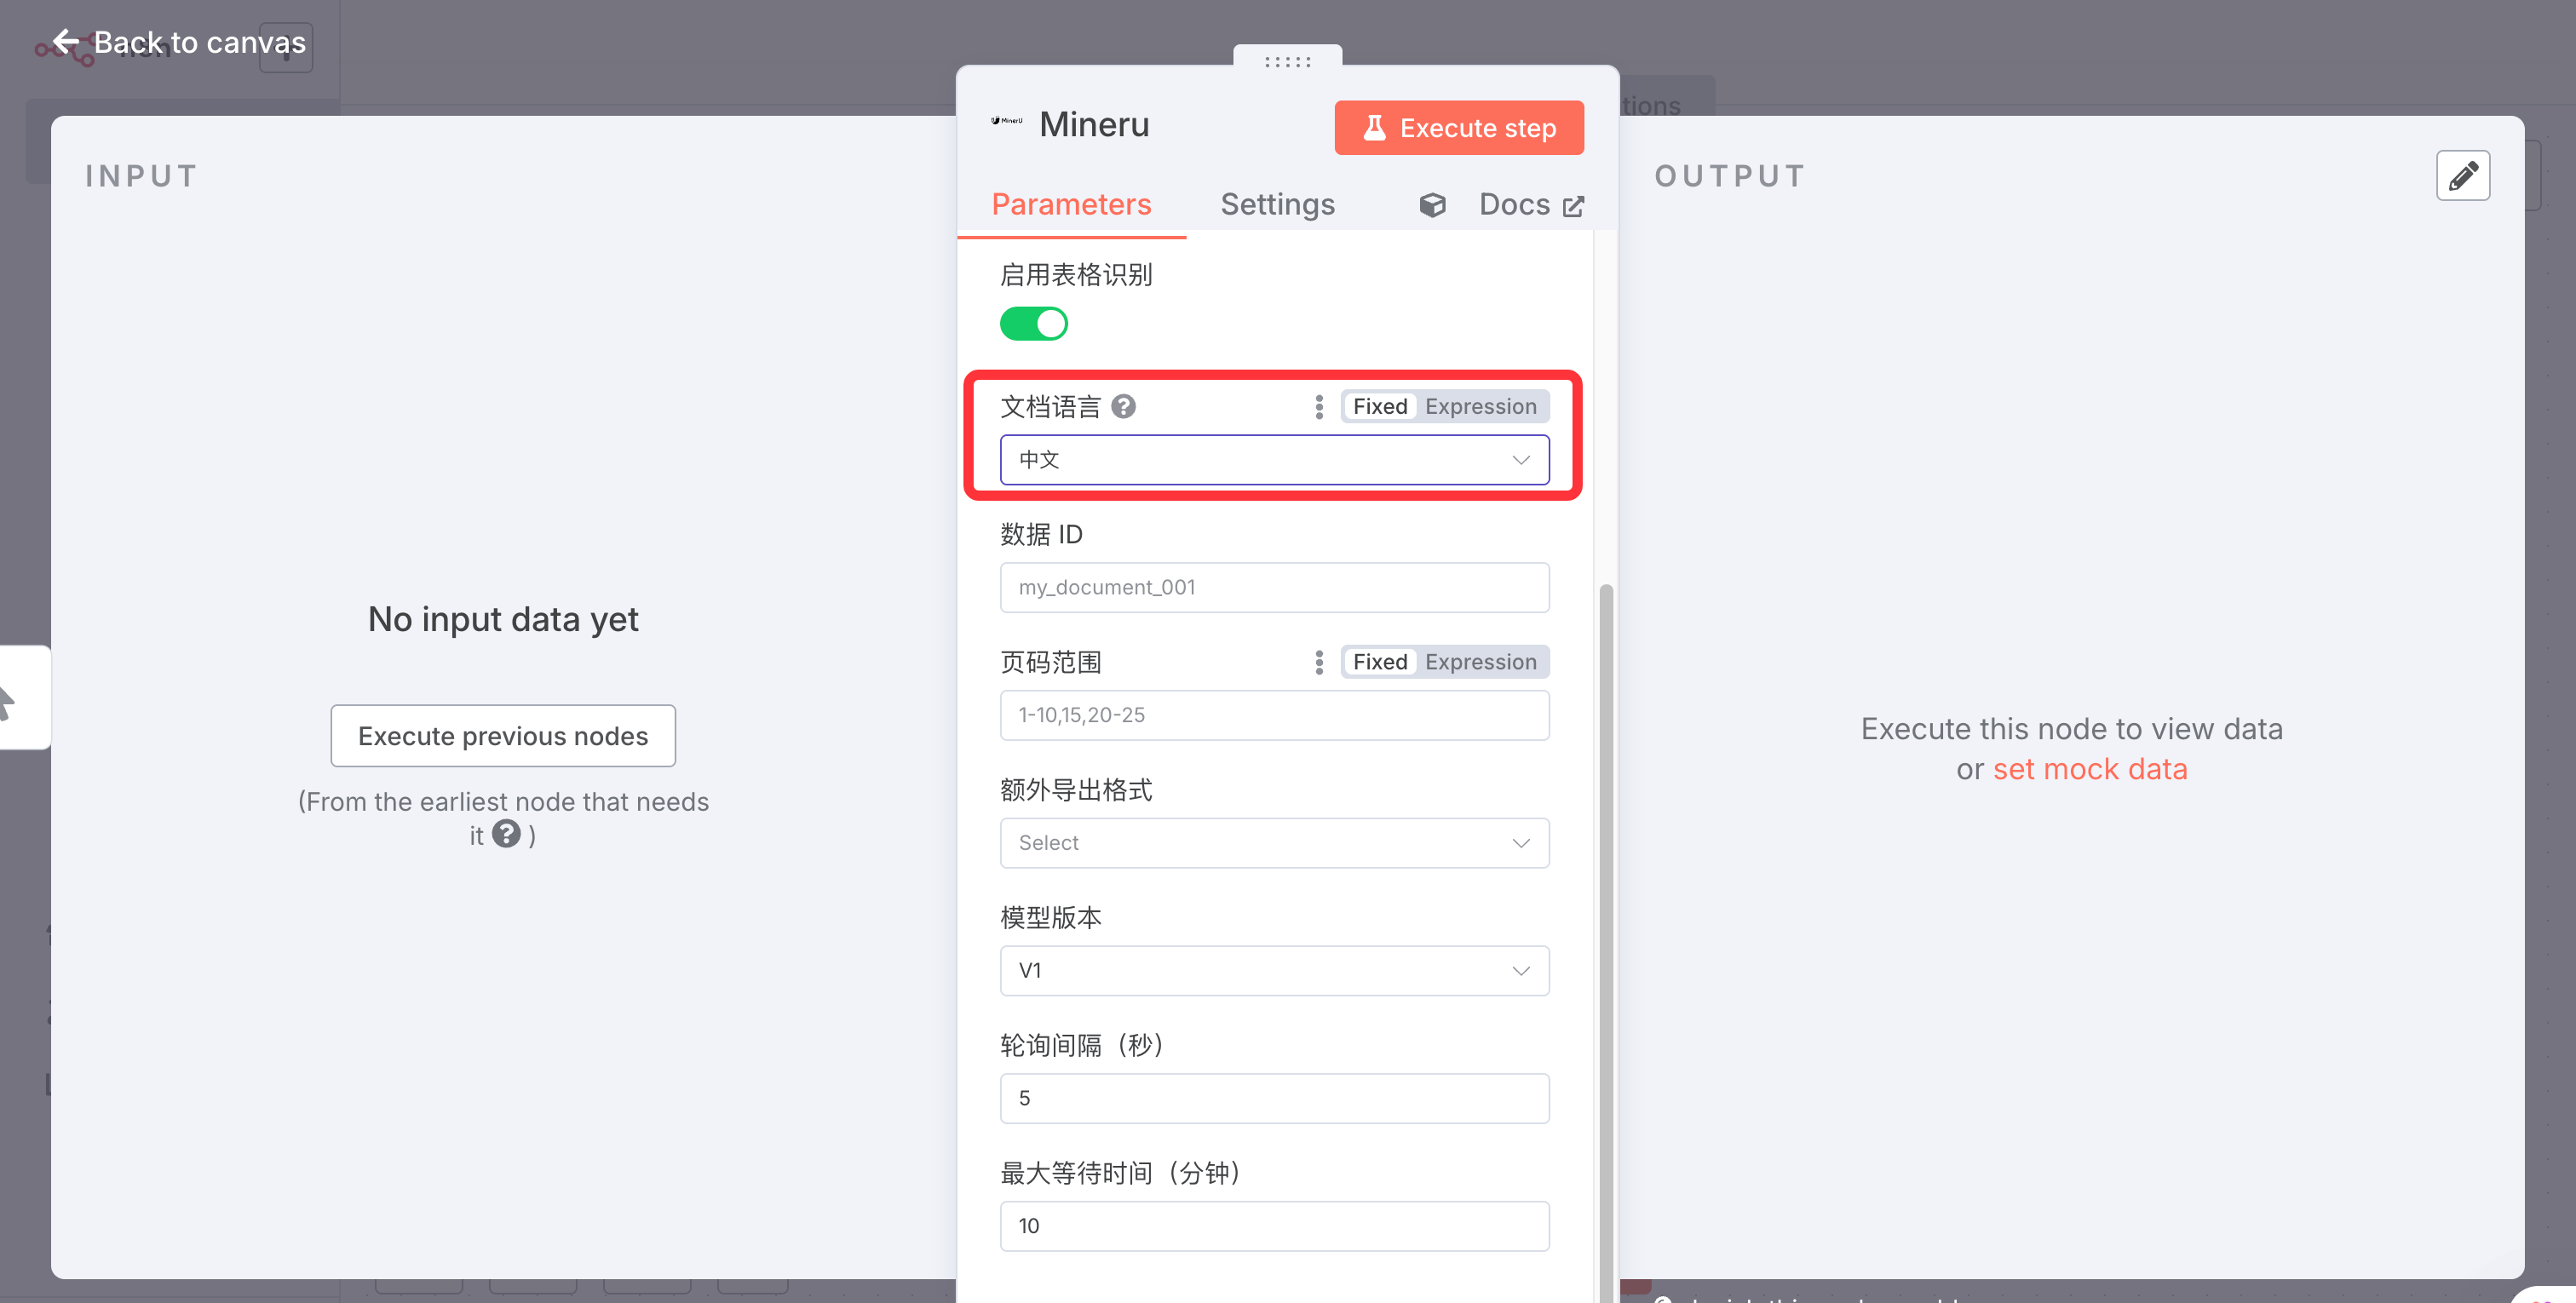 Back to canvas
INPUT
No input data yet
Execute previous nodes
(From the earliest node that needs
it ? )
MinerU
Mineru
Execute step
Parameters
Settings
Docs
启用表格识别
文档语言 ?
Fixed Expression
中文
数据 ID
my_document_001
页码范围
Fixed Expression
1-10,15,20-25
额外导出格式
Select
模型版本
V1
轮询间隔（秒）
5
最大等待时间（分钟）
10
OUTPUT
Execute this node to view data
or set mock data